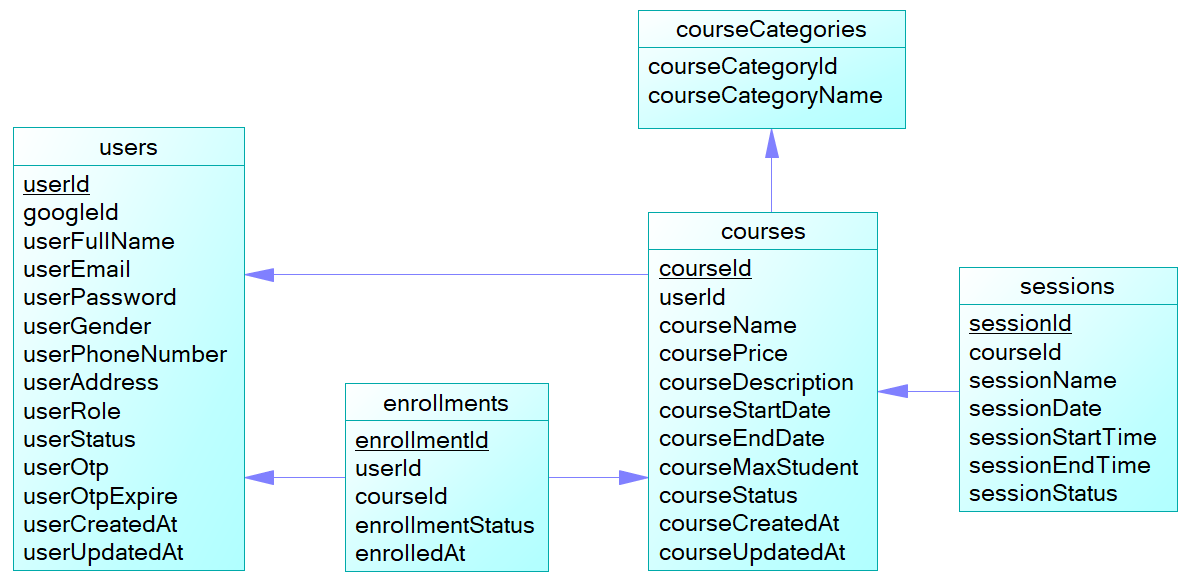 courseCategories
courseCategoryId
courseCategoryName
users
userId
googleId
userFullName
userEmail
userPassword
userGender
userPhoneNumber
userAddress
userRole
userStatus
userOtp
userOtpExpire
userCreatedAt
userUpdatedAt
enrollments
enrollmentId
userId
courseId
enrollmentStatus
enrolledAt
courses
courseId
userId
courseName
coursePrice
courseDescription
courseStartDate
courseEndDate
courseMaxStudent
courseStatus
courseCreatedAt
courseUpdatedAt
sessions
sessionId
courseId
sessionName
sessionDate
sessionStartTime
sessionEndTime
sessionStatus